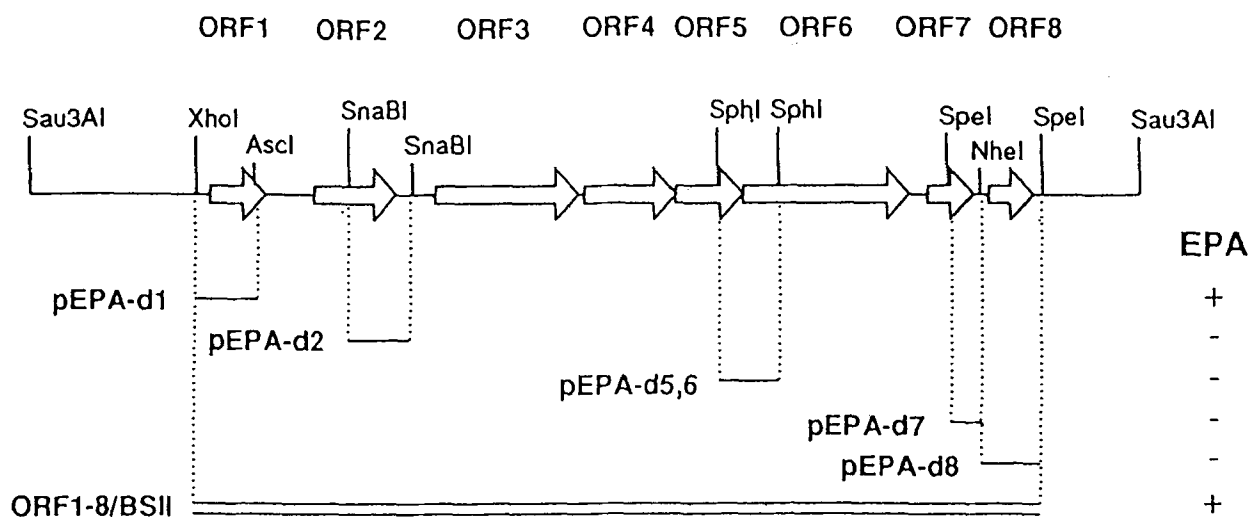 ORF1 ORF2 ORF3 ORF4 ORF5 ORF6 ORF7 ORF8
Sau3AI XhoI AscI SnaBI SnaBI SphI SphI SpeI NheI SpeI Sau3AI
EPA
pEPA-d1 +
pEPA-d2 -
pEPA-d5,6 -
pEPA-d7 -
pEPA-d8 -
ORF1-8/BSII +